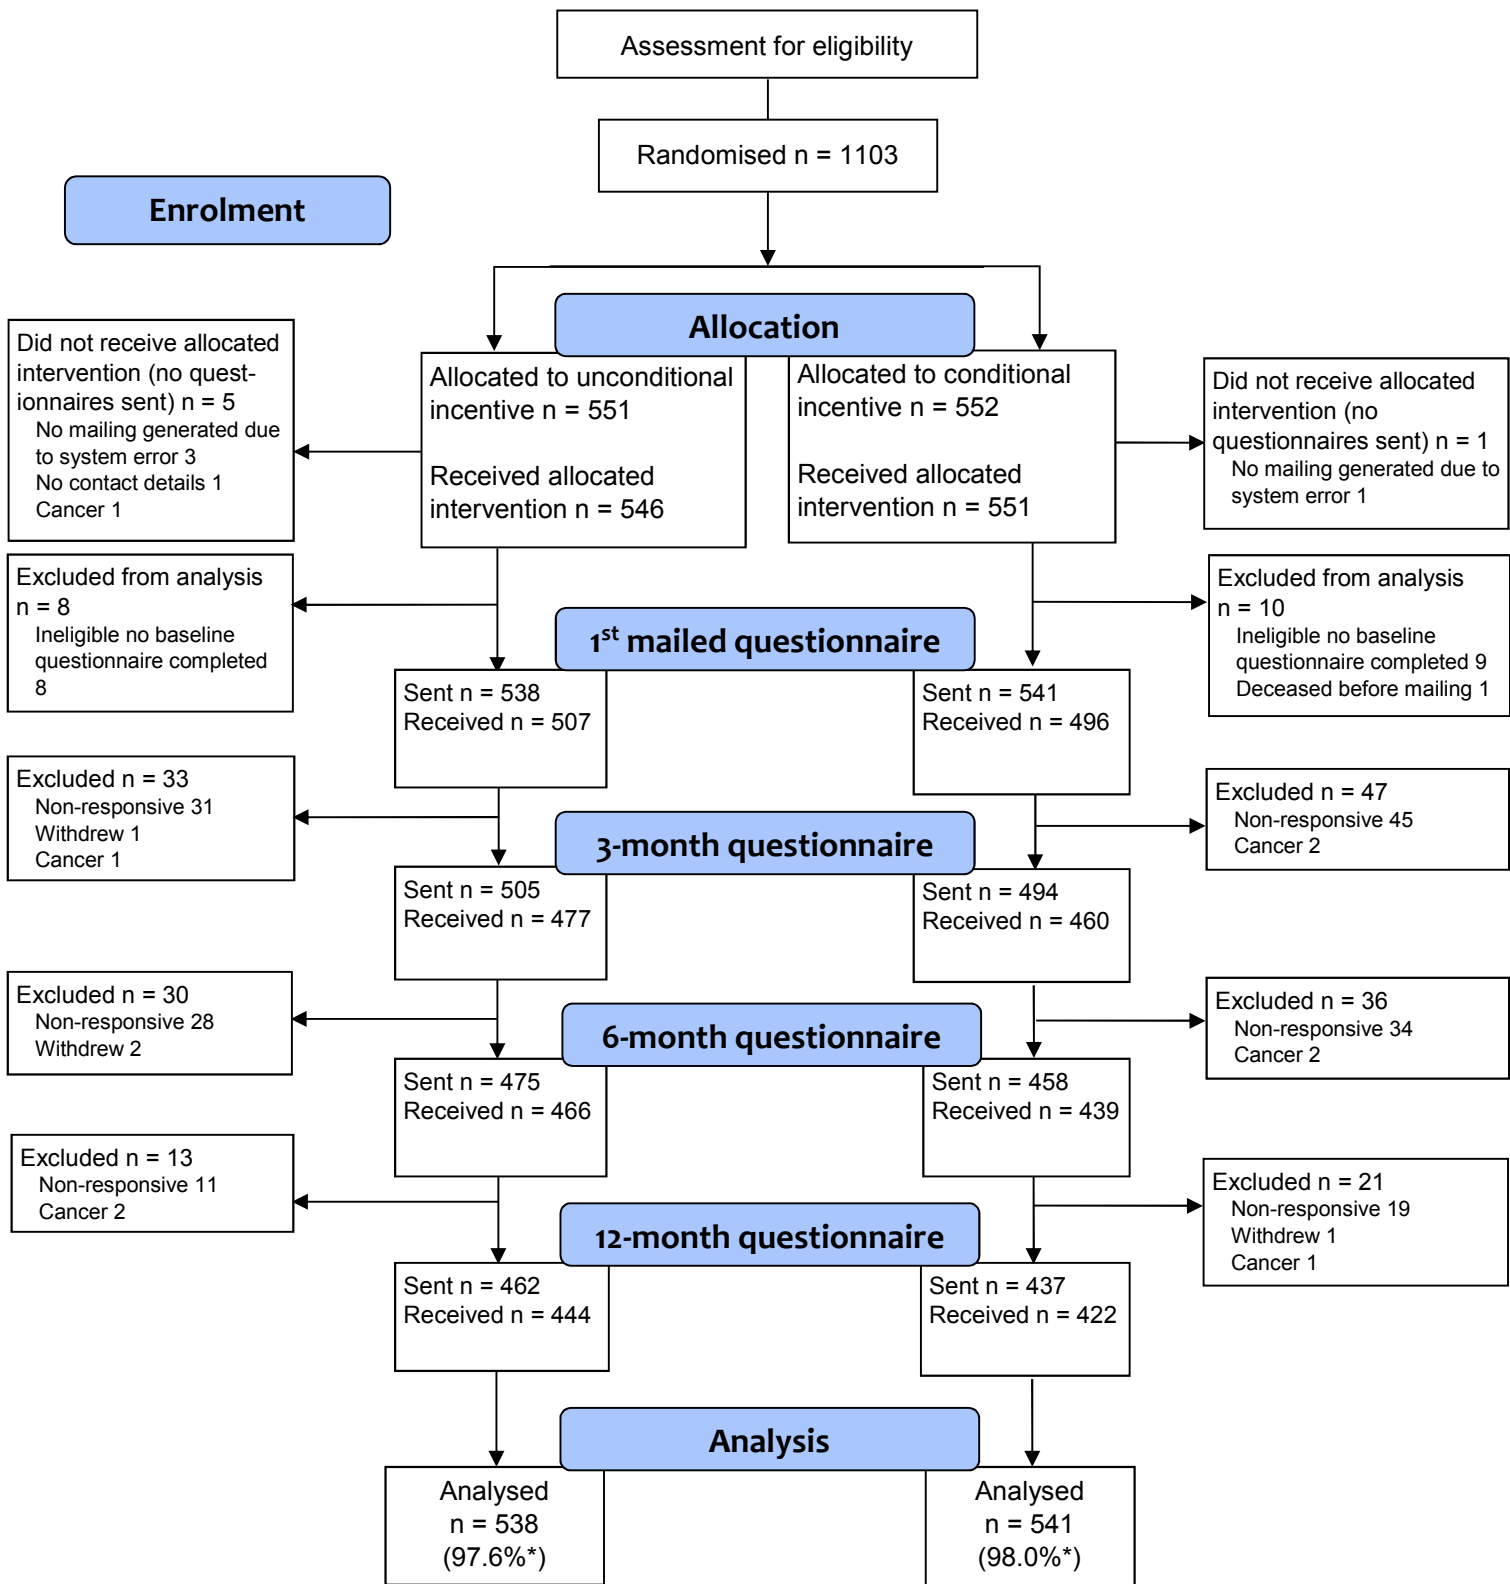 Assessment for eligibility
Randomised n = 1103
Enrolment
Allocation
Did not receive allocated
intervention (no quest-
ionnaires sent) n = 5
No mailing generated due
to system error 3
No contact details 1
Cancer 1
Allocated to unconditional
incentive n = 551
Received allocated
intervention n = 546
Allocated to conditional
incentive n = 552
Received allocated
intervention n = 551
Did not receive allocated
intervention (no
questionnaires sent) n = 1
No mailing generated due to
system error 1
Excluded from analysis
n = 8
Ineligible no baseline
questionnaire completed
8
Excluded from analysis
n = 10
Ineligible no baseline
questionnaire completed 9
Deceased before mailing 1
1st mailed questionnaire
Sent n = 538
Received n = 507
Sent n = 541
Received n = 496
Excluded n = 33
Non-responsive 31
Withdrew 1
Cancer 1
Excluded n = 47
Non-responsive 45
Cancer 2
3-month questionnaire
Sent n = 505
Received n = 477
Sent n = 494
Received n = 460
Excluded n = 30
Non-responsive 28
Withdrew 2
Excluded n = 36
Non-responsive 34
Cancer 2
6-month questionnaire
Sent n = 475
Received n = 466
Sent n = 458
Received n = 439
Excluded n = 13
Non-responsive 11
Cancer 2
Excluded n = 21
Non-responsive 19
Withdrew 1
Cancer 1
12-month questionnaire
Sent n = 462
Received n = 444
Sent n = 437
Received n = 422
Analysis
Analysed
n = 538
(97.6%*)
Analysed
n = 541
(98.0%*)